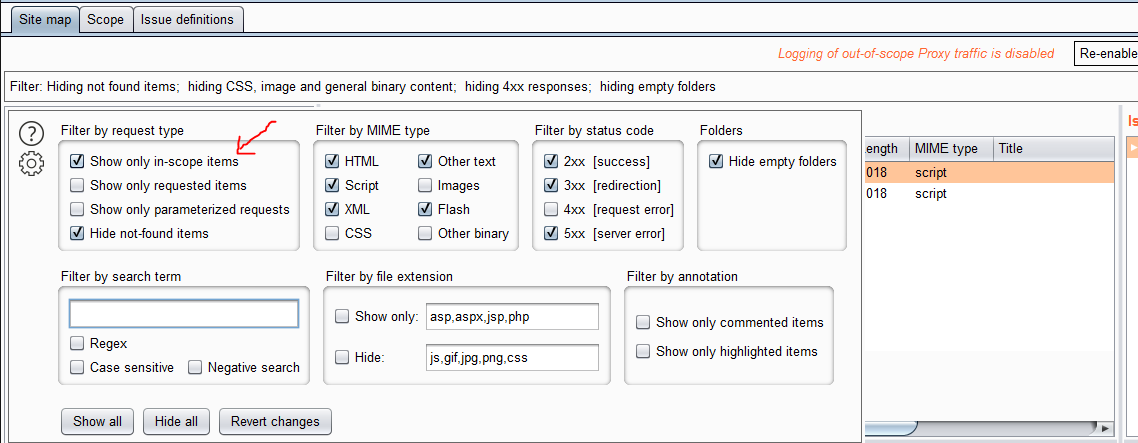 Site map Scope Issue definitions
Logging of out-of-scope Proxy traffic is disabled Re-enable
Filter: Hiding not found items; hiding CSS, image and general binary content; hiding 4xx responses; hiding empty folders
? Filter by request type Filter by MIME type Filter by status code Folders
Show only in-scope items HTML Other text 2xx [success] Hide empty folders
Show only requested items Script Images 3xx [redirection]
Show only parameterized requests XML Flash 4xx [request error]
Hide not-found items CSS Other binary 5xx [server error]
Filter by search term Filter by file extension Filter by annotation
Show only: asp,aspx,jsp,php Show only commented items
Regex Hide: js,gif,jpg,png,css Show only highlighted items
Case sensitive Negative search
Show all Hide all Revert changes
ength MIME type Title
018 script
018 script
Is